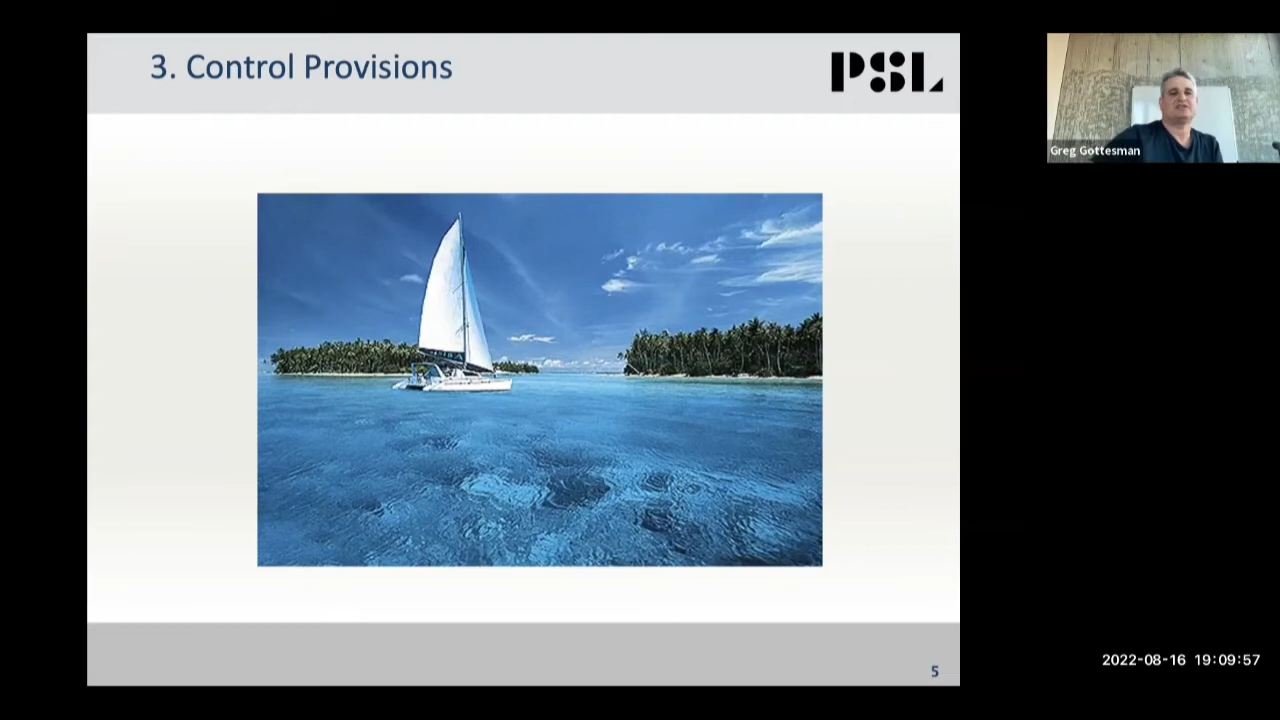 3. Control Provisions
PSL
Greg Gottesman
2022-08-16 19:09:57
5